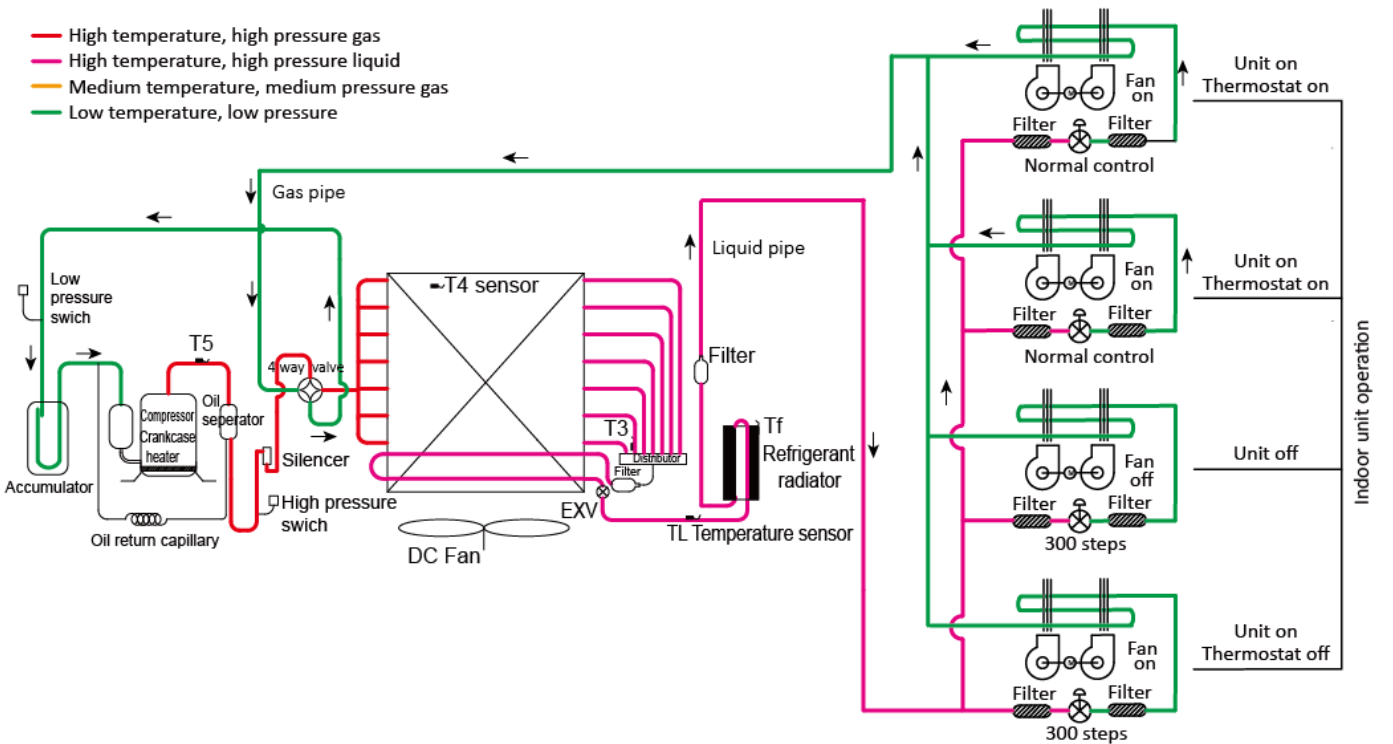 High temperature, high pressure gas
High temperature, high pressure liquid
Medium temperature, medium pressure gas
Low temperature, low pressure
Gas pipe
Low
pressure
swich
T5
4 way valve
Oil
seperator
Compressor
Crankcase
heater
Accumulator
Silencer
High pressure
swich
Oil return capillary
T4 sensor
DC Fan
T3
Distributor
Filter
EXV
TL Temperature sensor
Liquid pipe
Filter
Tf
Refrigerant
radiator
Fan
on
Filter
Filter
Normal control
Unit on
Thermostat on
M
Fan
on
Filter
Filter
Normal control
Unit on
Thermostat on
M
Fan
off
Filter
Filter
300 steps
Unit off
M
Fan
on
Filter
Filter
300 steps
Unit on
Thermostat off
M
Indoor unit operation